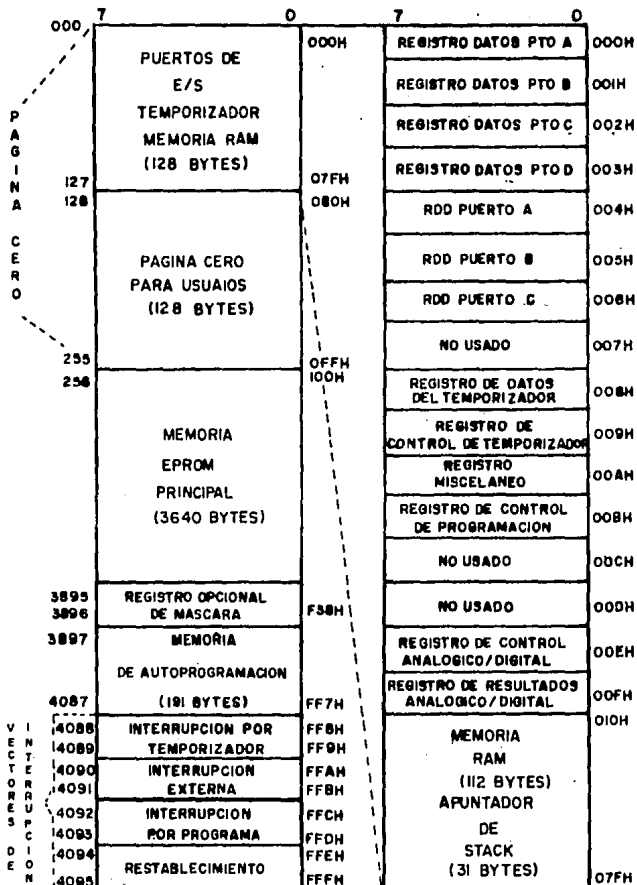 7 0
000
PUERTOS DE
E/S
TEMPORIZADOR
MEMORIA RAM
(128 BYTES)
000H
127
07FH
128
080H
PAGINA CERO
PAGINA CERO
PARA USUAIOS
(128 BYTES)
255
0FFH
256
100H
MEMORIA
EPROM
PRINCIPAL
(3640 BYTES)
3895
3896
REGISTRO OPCIONAL
DE MASCARA
F38H
3897
MEMORIA
DE AUTOPROGRAMACION
(191 BYTES)
4087
FF7H
VECTORES DE
INTERRUPCION
4088
INTERRUPCION POR
FF8H
4089
TEMPORIZADOR
FF9H
4090
INTERRUPCION
FFAH
4091
EXTERNA
FFBH
4092
INTERRUPCION
FFCH
4093
POR PROGRAMA
FFDH
4094
RESTABLECIMIENTO
FFEH
4095
FFFH
7 0
REGISTRO DATOS PTO A
000H
REGISTRO DATOS PTO B
001H
REGISTRO DATOS PTO C
002H
REGISTRO DATOS PTO D
003H
RDD PUERTO A
004H
RDD PUERTO B
005H
RDD PUERTO .C
006H
NO USADO
007H
REGISTRO DE DATOS
DEL TEMPORIZADOR
008H
REGISTRO DE
CONTROL DE TEMPORIZADOR
009H
REGISTRO
MISCELANEO
00AH
REGISTRO DE CONTROL
DE PROGRAMACION
00BH
NO USADO
00CH
NO USADO
00DH
REGISTRO DE CONTROL
ANALOGICO/DIGITAL
00EH
REGISTRO DE RESULTADOS
ANALOGICO/DIGITAL
00FH
010H
MEMORIA
RAM
(112 BYTES)
APUNTADOR
DE
STACK
(31 BYTES)
07FH